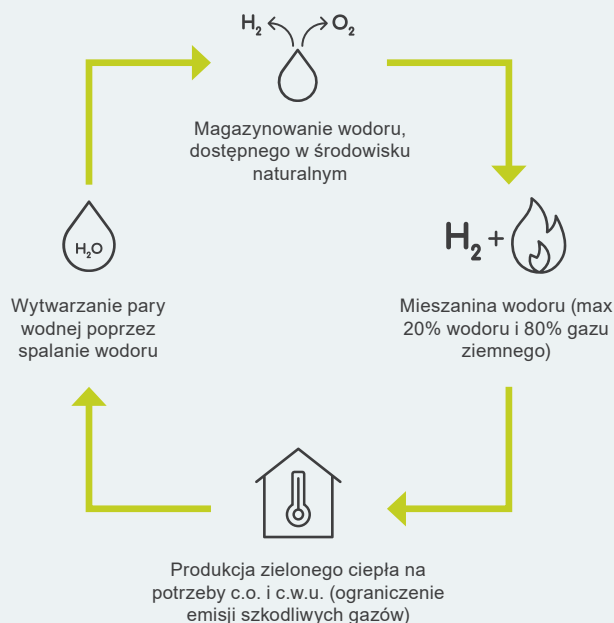 H₂ O₂
Magazynowanie wodoru,
dostępnego w środowisku
naturalnym
H₂ +
Mieszanina wodoru (max
20% wodoru i 80% gazu
ziemnego)
H₂O
Wytwarzanie pary
wodnej poprzez
spalanie wodoru
Produkcja zielonego ciepła na
potrzeby c.o. i c.w.u. (ograniczenie
emisji szkodliwych gazów)